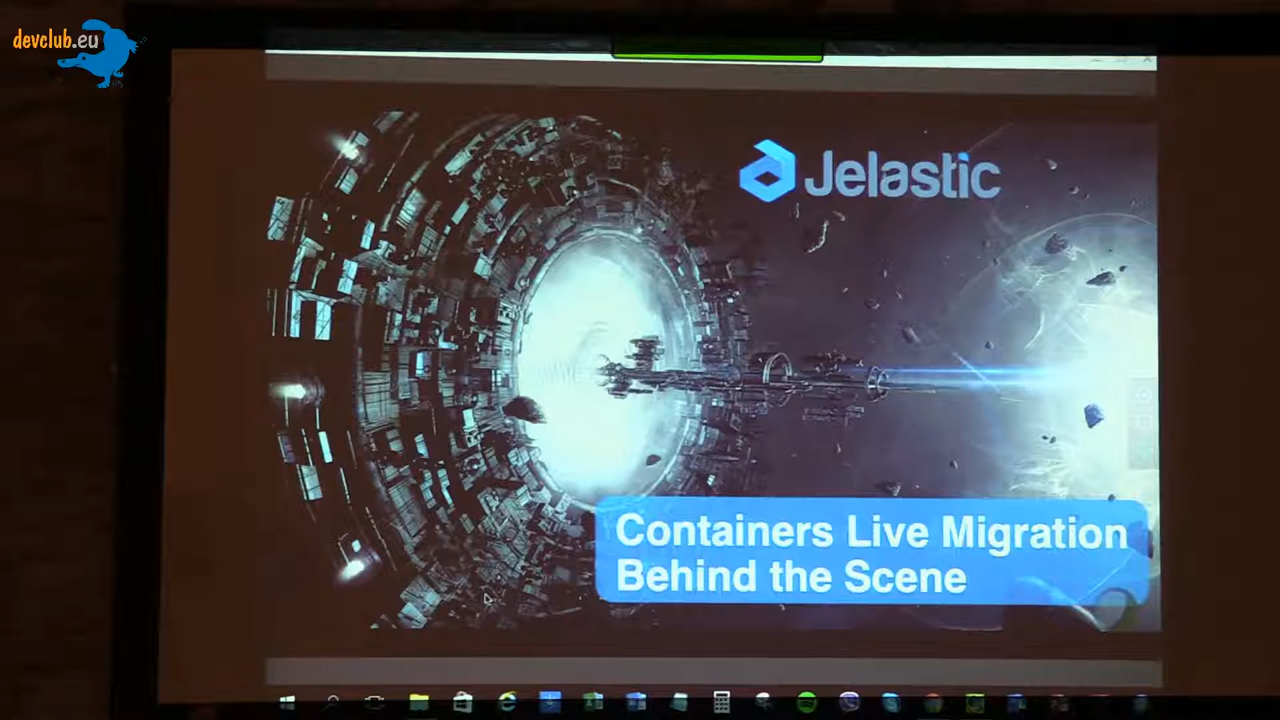 devclub.eu
Jelastic
Containers Live Migration
Behind the Scene